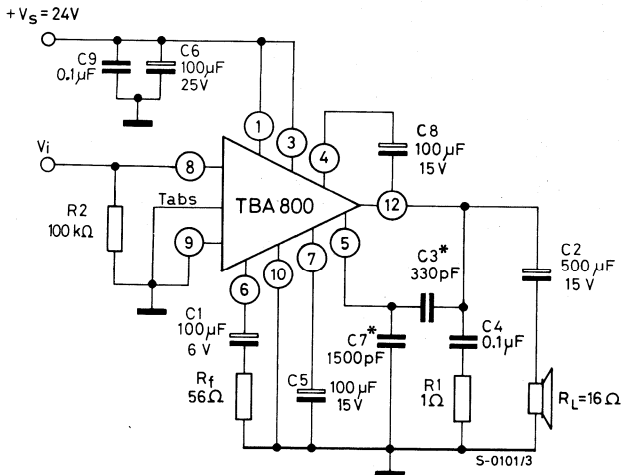 +Vs=24V
C9
0.1µF
C6
100µF
25V
1
3
4
C8
100µF
15V
Vi
8
Tabs
TBA 800
12
R2
100 kΩ
9
5
C3*
330pF
C2
500µF
15V
6
10
7
C1
100µF
6V
C7*
1500pF
C4
0.1µF
Rf
56Ω
C5
100µF
15V
R1
1Ω
RL=16Ω
S-0101/3